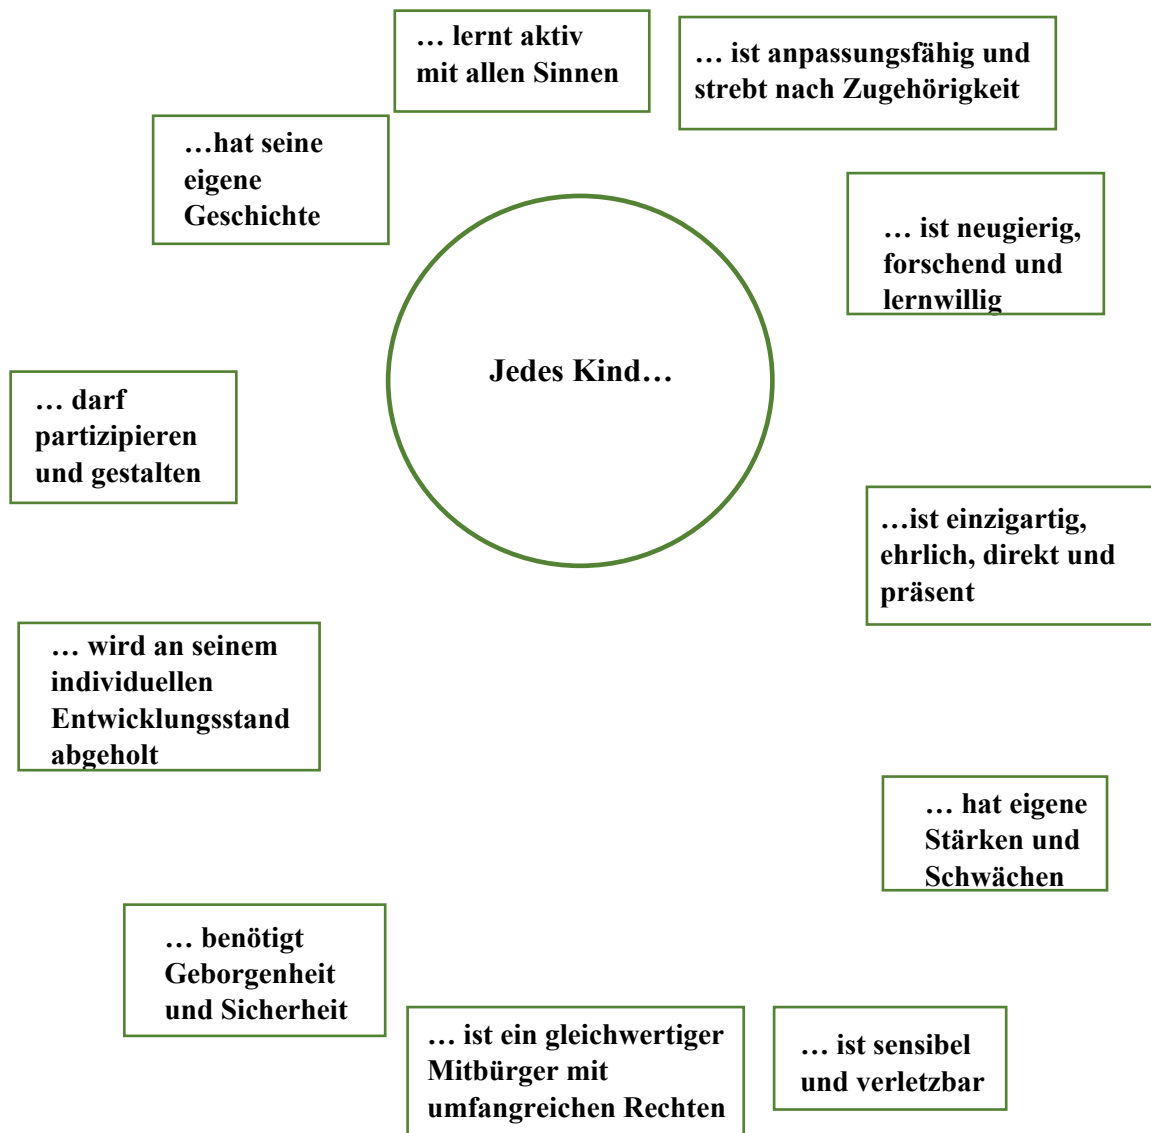 … lernt aktiv
mit allen Sinnen
… ist anpassungsfähig und
strebt nach Zugehörigkeit
…hat seine
eigene
Geschichte
… ist neugierig,
forschend und
lernwillig
Jedes Kind…
… darf
partizipieren
und gestalten
…ist einzigartig,
ehrlich, direkt und
präsent
… wird an seinem
individuellen
Entwicklungsstand
abgeholt
… hat eigene
Stärken und
Schwächen
… benötigt
Geborgenheit
und Sicherheit
… ist ein gleichwertiger
Mitbürger mit
umfangreichen Rechten
… ist sensibel
und verletzbar